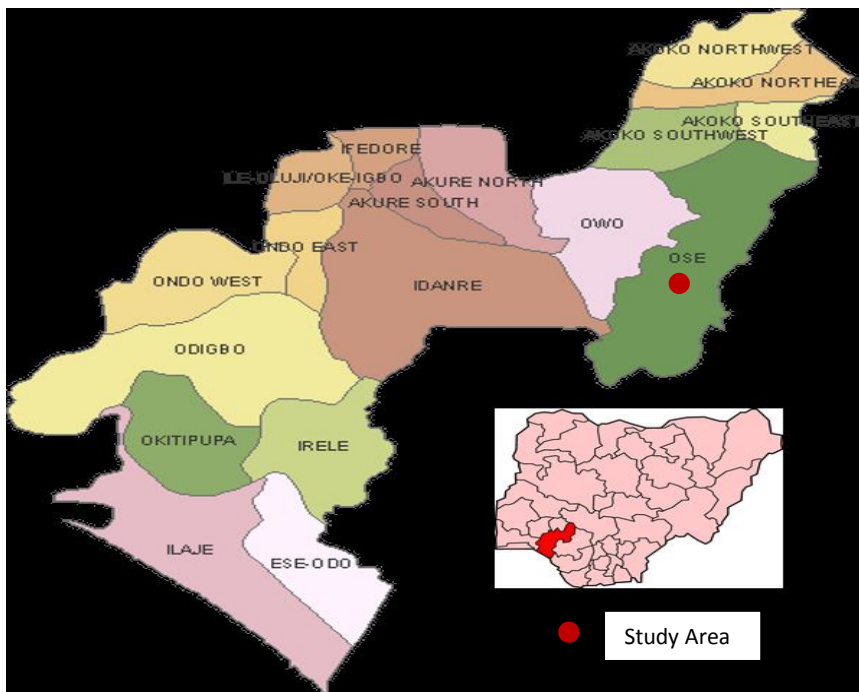 AKOKO NORTHWEST
AKOKO NORTHEAS
AKOKO SOUTHEAST
AKOKO SOUTHWEST
IFEDORE
ILE-OLUJI/OKE-IGBO
AKURE NORTH
AKURE SOUTH
OWO
ONDO EAST
OSE
ONDO WEST
IDANRE
ODIGBO
OKITIPUPA
IRELE
ILAJE
ESE-ODO
Study Area